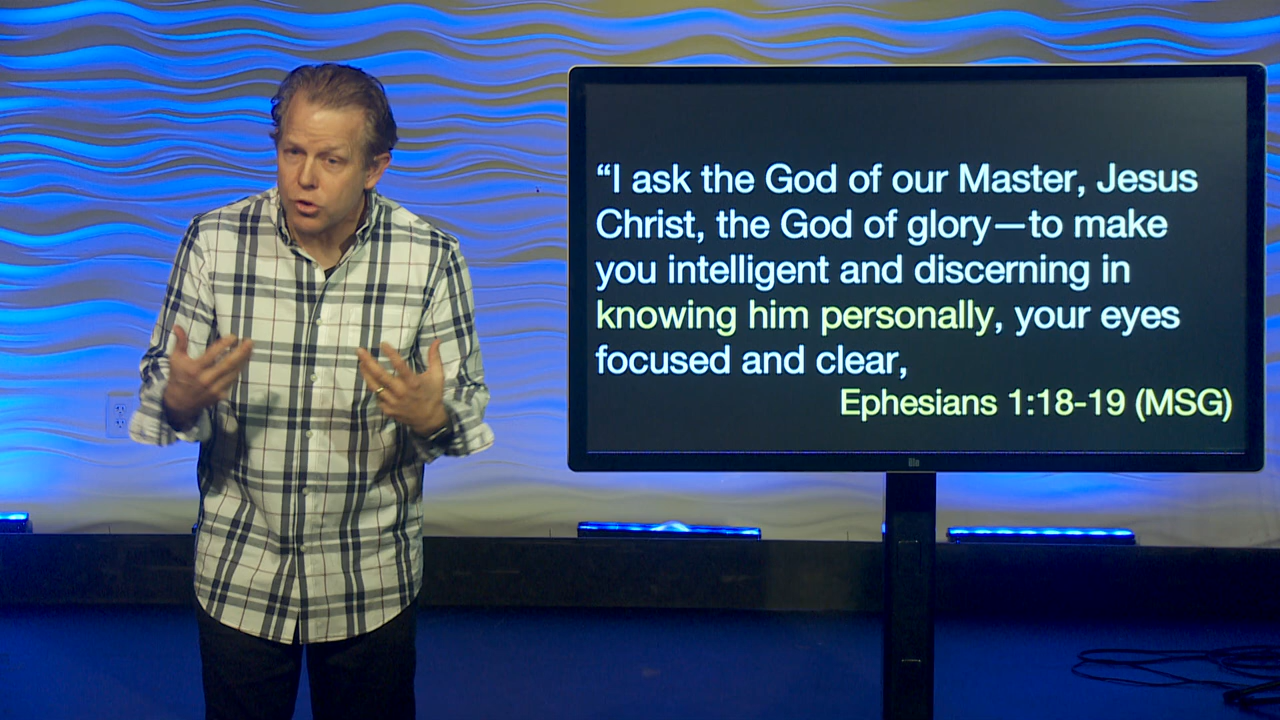 “I ask the God of our Master, Jesus
Christ, the God of glory—to make
you intelligent and discerning in
knowing him personally, your eyes
focused and clear,
Ephesians 1:18-19 (MSG)
Elo